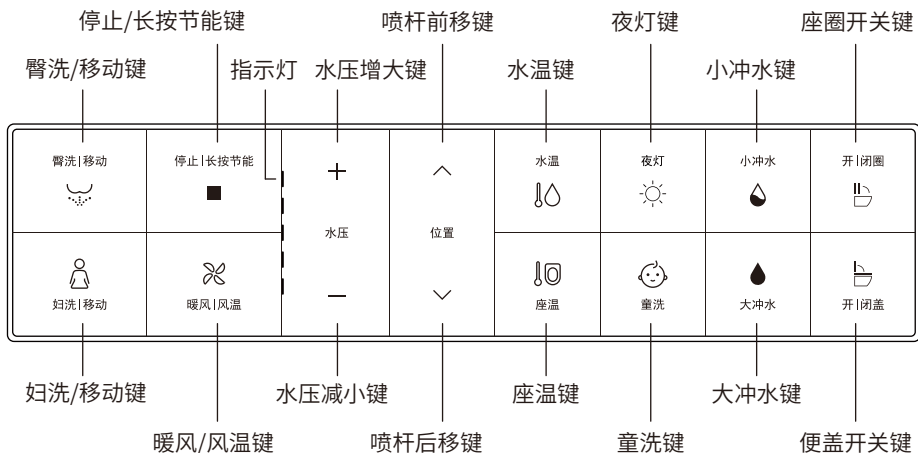 停止/长按节能键
喷杆前移键
夜灯键
座圈开关键
臀洗/移动键
指示灯
水压增大键
水温键
小冲水键
臀洗|移动
停止|长按节能
水温
夜灯
小冲水
开|闭圈
水压
位置
妇洗|移动
暖风|风温
座温
童洗
大冲水
开|闭盖
妇洗/移动键
水压减小键
座温键
大冲水键
暖风/风温键
喷杆后移键
童洗键
便盖开关键